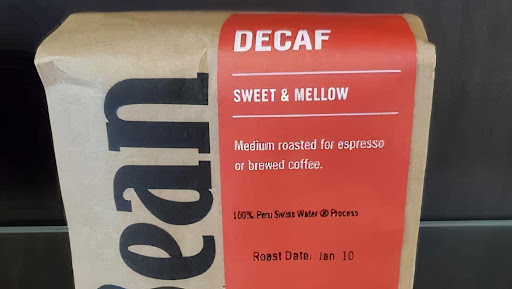 DECAF
SWEET & MELLOW
Medium roasted for espresso
or brewed coffee.
100% Peru Swiss Water ® Process
Roast Date: Jan 10
Bean